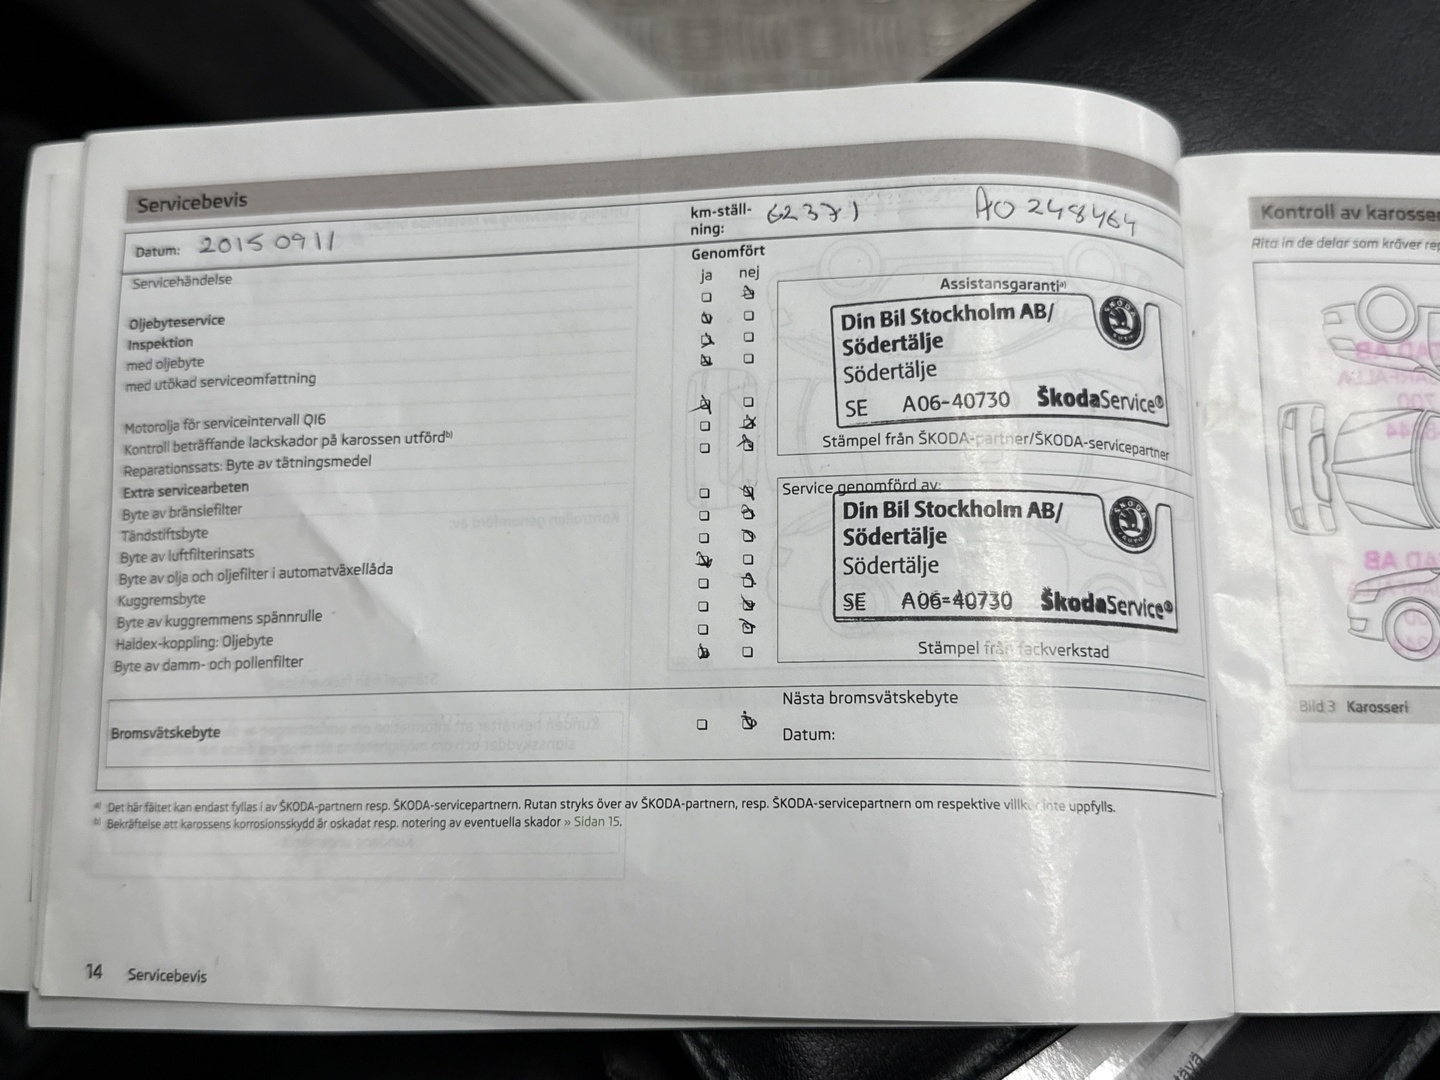 Servicebevis
Datum: 2015 09 11
km-ställ-
ning: 62371
AO 248464
Servicehändelse
Genomfört
ja nej
Oljebyteservice
Inspektion
med oljebyte
med utökad serviceomfattning
Motorolja för serviceintervall QI6
Kontroll beträffande lackskador på karossen utförd b)
Reparationssats: Byte av tätningsmedel
Extra servicearbeten
Byte av bränslefilter
Tändstiftsbyte
Byte av luftfilterinsats
Byte av olja och oljefilter i automatväxellåda
Kuggremsbyte
Byte av kuggremmens spännrulle
Haldex-koppling: Oljebyte
Byte av damm- och pollenfilter
Assistansgaranti a)
Din Bil Stockholm AB/
Södertälje
Södertälje
SE A06-40730 ŠkodaService®
Stämpel från ŠKODA-partner/ŠKODA-servicepartner
Service genomförd av:
Din Bil Stockholm AB/
Södertälje
Södertälje
SE A06-40730 ŠkodaService®
Stämpel från fackverkstad
Bromsvätskebyte
Nästa bromsvätskebyte
Datum:
a) Det här fältet kan endast fyllas i av ŠKODA-partnern resp. ŠKODA-servicepartnern. Rutan stryks över av ŠKODA-partnern, resp. ŠKODA-servicepartnern om respektive villkor inte uppfylls.
b) Bekräftelse att karossens korrosionsskydd är oskadat resp. notering av eventuella skador » Sidan 15.
14 Servicebevis
Kontroll av
Rita in de delar som kräver
Bild 3 Karosseri